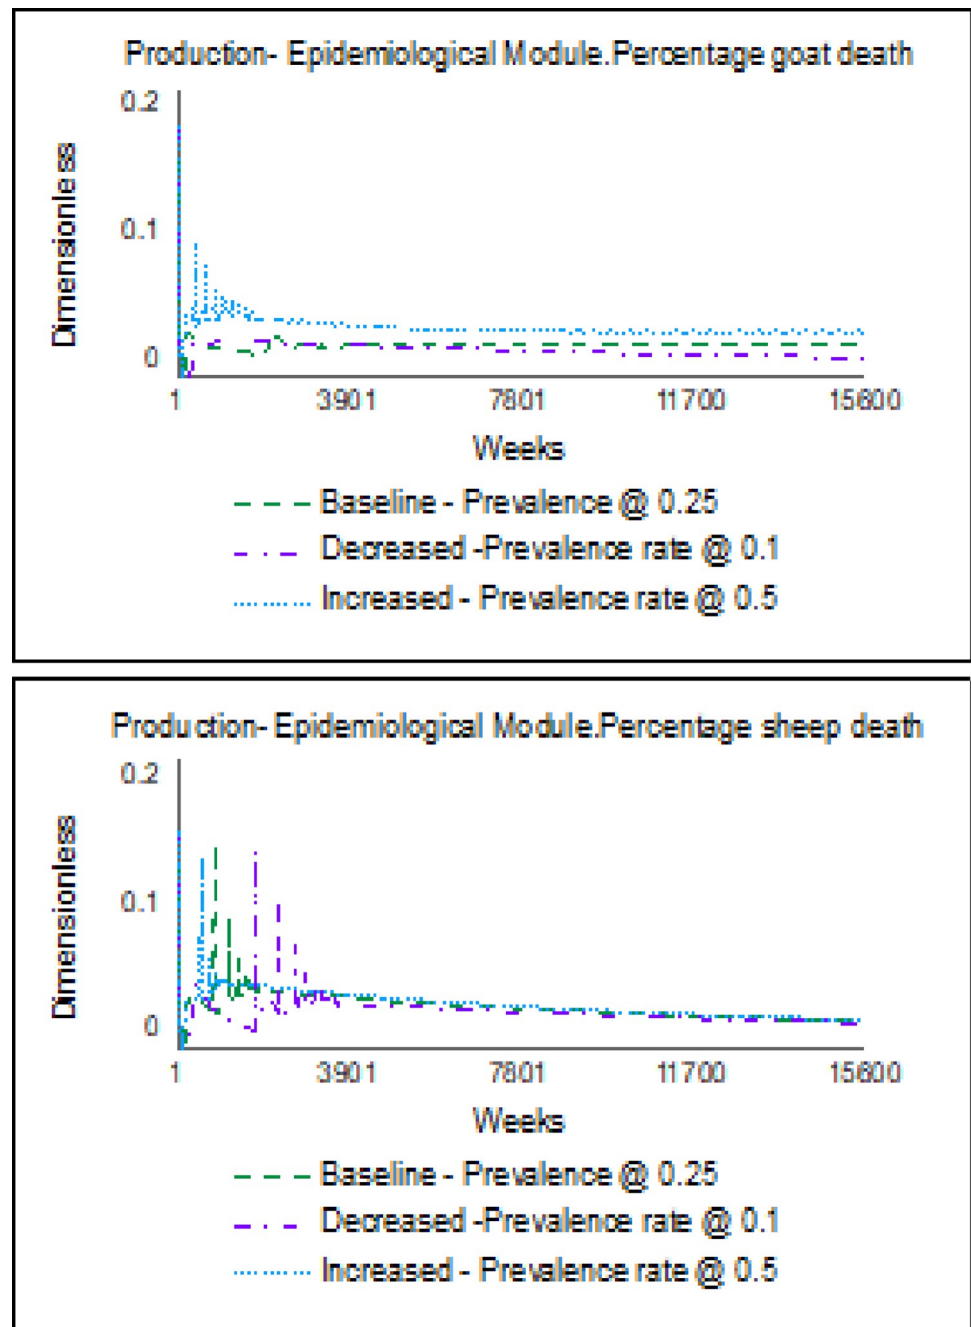 Production- Epidemiological Module.Percentage goat death
0.2
0.1
0
Dimensionless
1 3901 7801 11700 15600
Weeks
Baseline - Prevalence @ 0.25
Decreased -Prevalence rate @ 0.1
Increased - Prevalence rate @ 0.5
Production- Epidemiological Module.Percentage sheep death
0.2
0.1
0
Dimensionless
1 3901 7801 11700 15600
Weeks
Baseline - Prevalence @ 0.25
Decreased -Prevalence rate @ 0.1
Increased - Prevalence rate @ 0.5